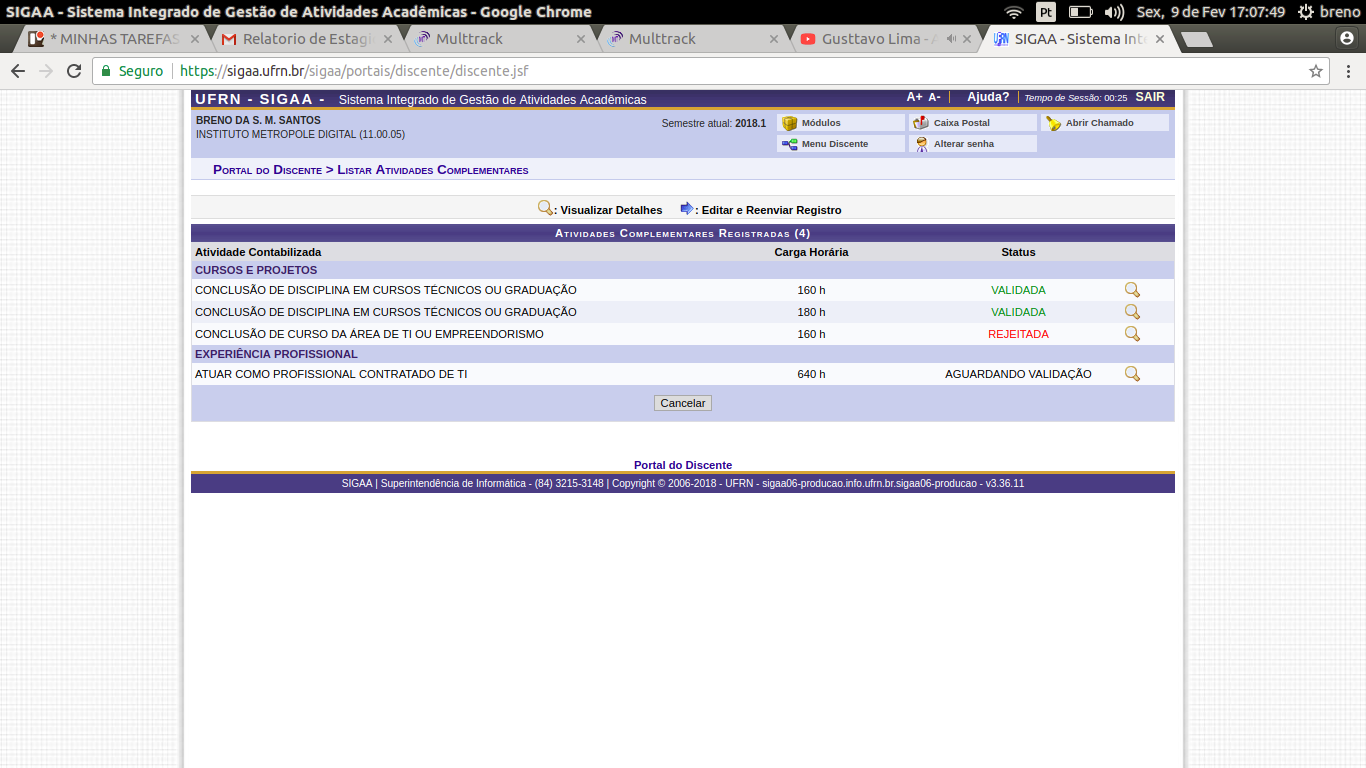 SIGAA - Sistema Integrado de Gestão de Atividades Acadêmicas - Google Chrome
Pt
Sex, 9 de Fev 17:07:49
breno
* MINHAS TAREFAS
Relatorio de Estagi
Multtrack
Multtrack
Gusttavo Lima - A
SIGAA - Sistema Int
Seguro
https://sigaa.ufrn.br/sigaa/portais/discente/discente.jsf
UFRN - SIGAA - Sistema Integrado de Gestão de Atividades Acadêmicas
A+ A- Ajuda? Tempo de Sessão: 00:25 SAIR
BRENO DA S. M. SANTOS
INSTITUTO METROPOLE DIGITAL (11.00.05)
Semestre atual: 2018.1
Módulos
Caixa Postal
Abrir Chamado
Menu Discente
Alterar senha
Portal do Discente > Listar Atividades Complementares
: Visualizar Detalhes : Editar e Reenviar Registro
Atividades Complementares Registradas (4)
Atividade Contabilizada Carga Horária Status
CURSOS E PROJETOS
CONCLUSÃO DE DISCIPLINA EM CURSOS TÉCNICOS OU GRADUAÇÃO 160 h VALIDADA
CONCLUSÃO DE DISCIPLINA EM CURSOS TÉCNICOS OU GRADUAÇÃO 180 h VALIDADA
CONCLUSÃO DE CURSO DA ÁREA DE TI OU EMPREENDORISMO 160 h REJEITADA
EXPERIÊNCIA PROFISSIONAL
ATUAR COMO PROFISSIONAL CONTRATADO DE TI 640 h AGUARDANDO VALIDAÇÃO
Cancelar
Portal do Discente
SIGAA | Superintendência de Informática - (84) 3215-3148 | Copyright © 2006-2018 - UFRN - sigaa06-producao.info.ufrn.br.sigaa06-producao - v3.36.11